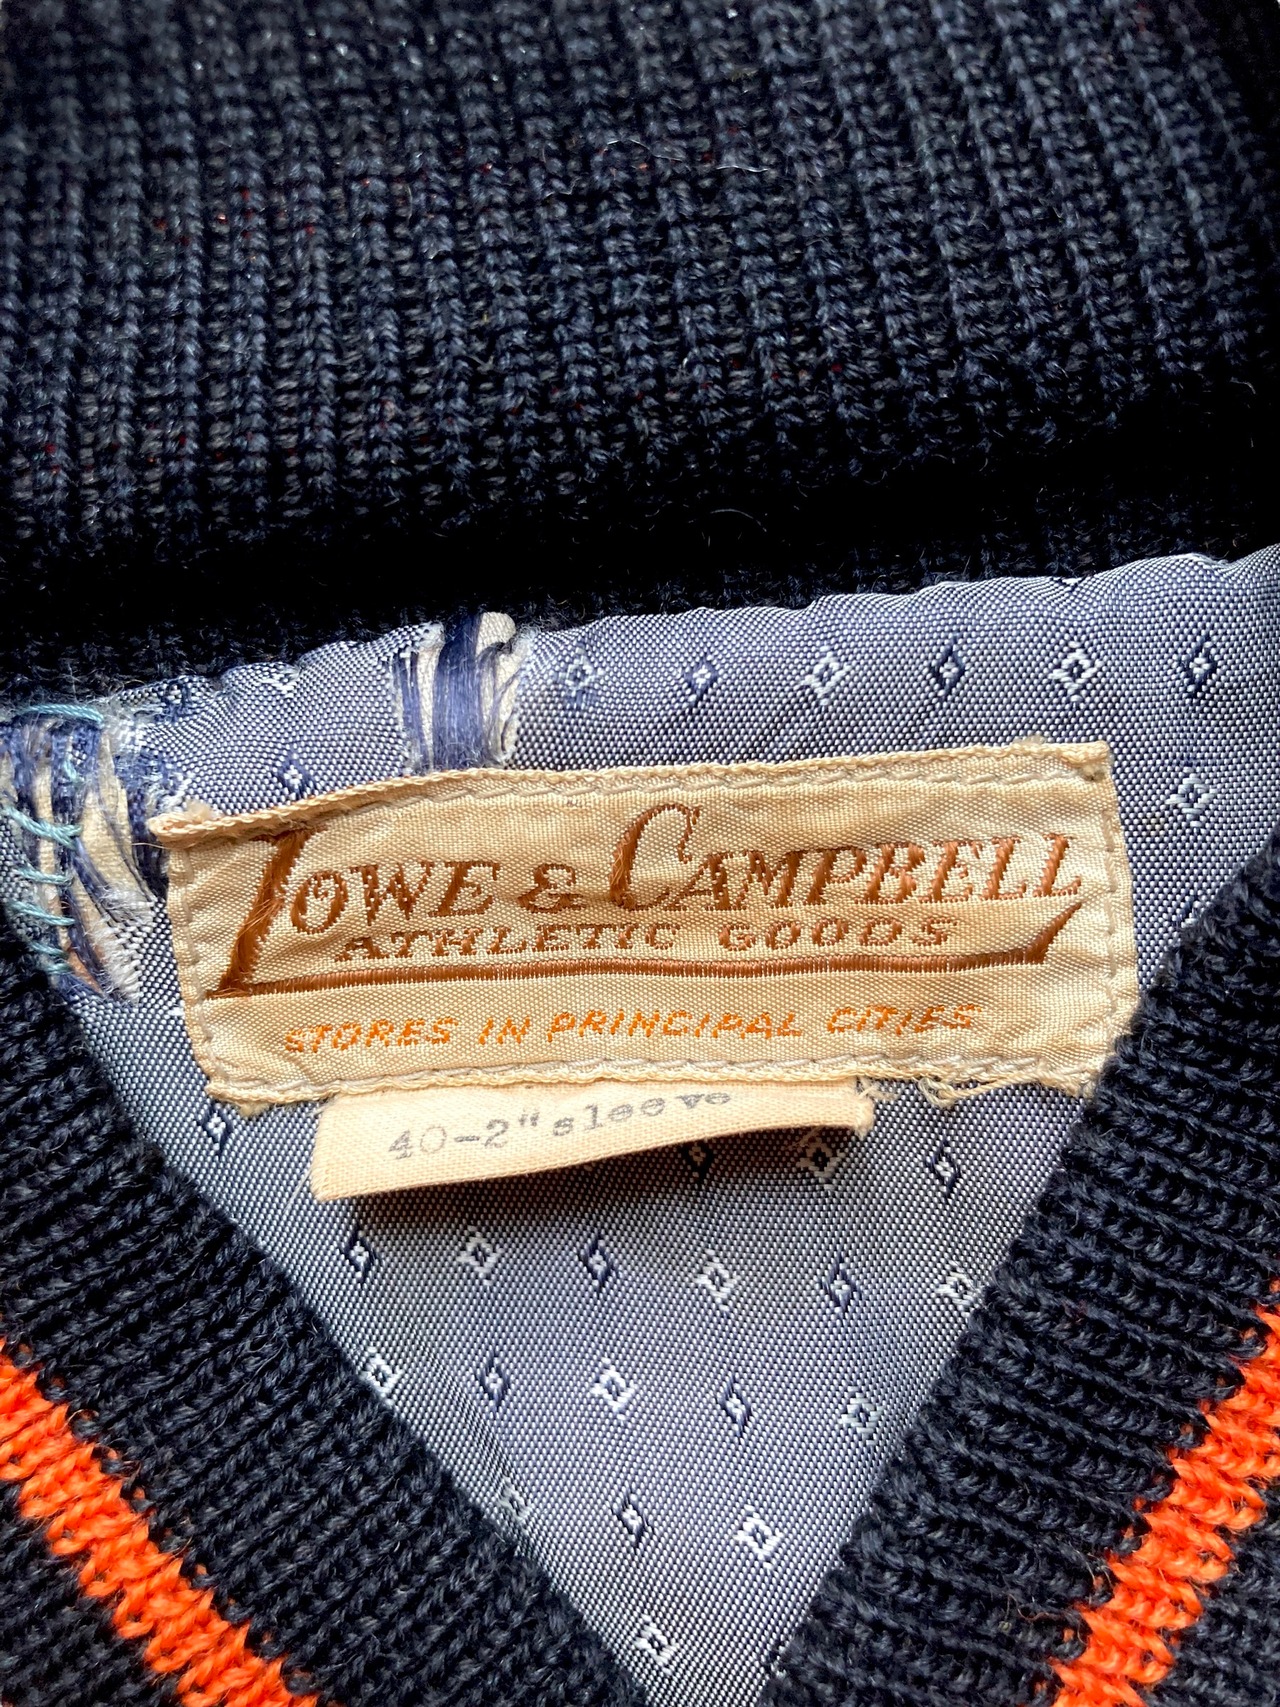 LOWE & CAMPBELL
ATHLETIC GOODS
STORES IN PRINCIPAL CITIES
40-2" sleeve